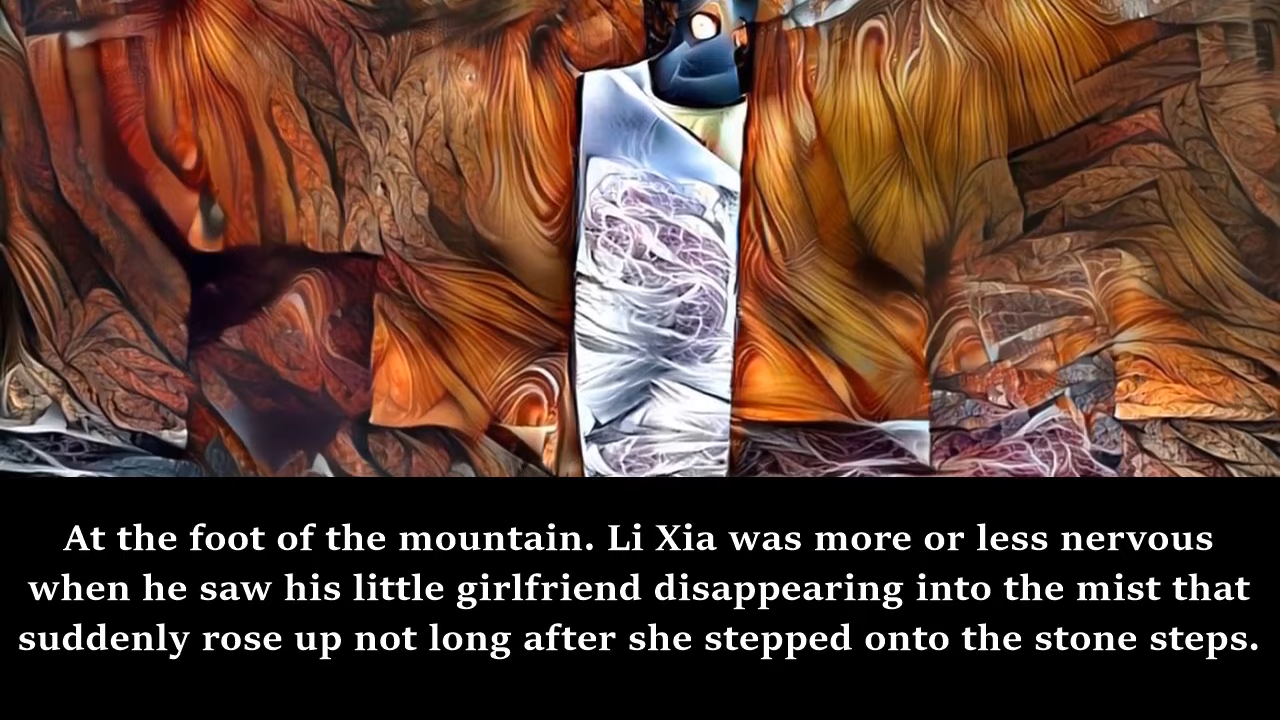 At the foot of the mountain. Li Xia was more or less nervous
when he saw his little girlfriend disappearing into the mist that
suddenly rose up not long after she stepped onto the stone steps.